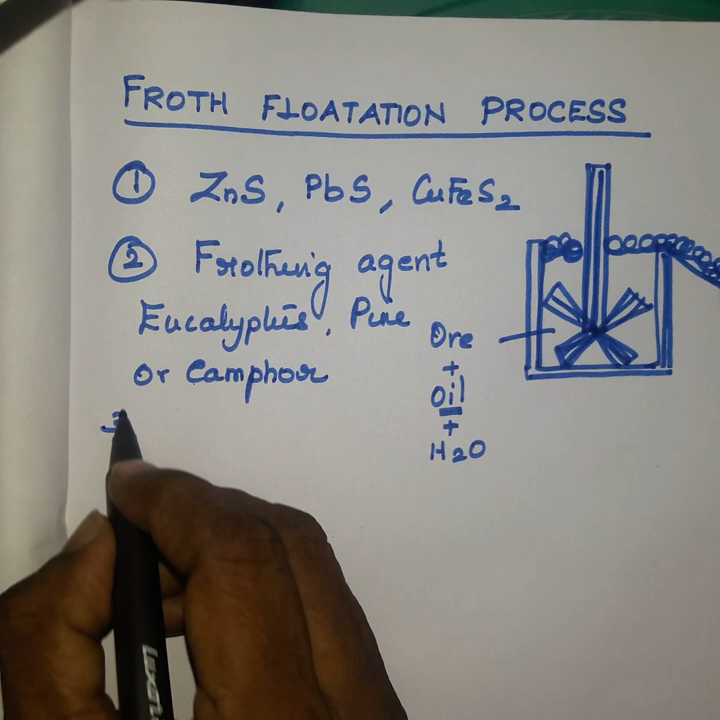 FROTH FLOATATION PROCESS
① ZnS, PbS, CuFeS₂
② Frothing agent
Eucalyptus, Pine
or Camphor
Ore
+
Oil
+
H₂O